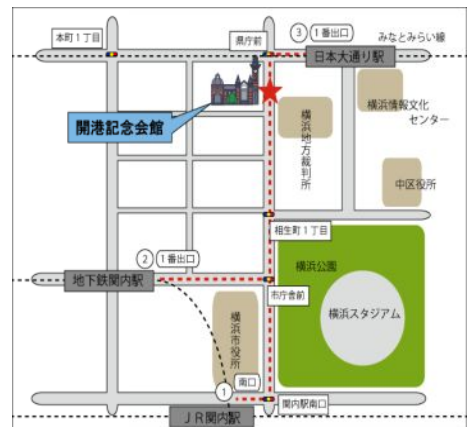 本町1丁目
県庁前
③
1番出口
みなとみらい線
日本大通り駅
開港記念会館
横浜地方裁判所
横浜情報文化
センター
中区役所
相生町1丁目
②
1番出口
地下鉄関内駅
市庁舎前
横浜公園
横浜スタジアム
横浜市役所
①
南口
関内駅南口
JR関内駅